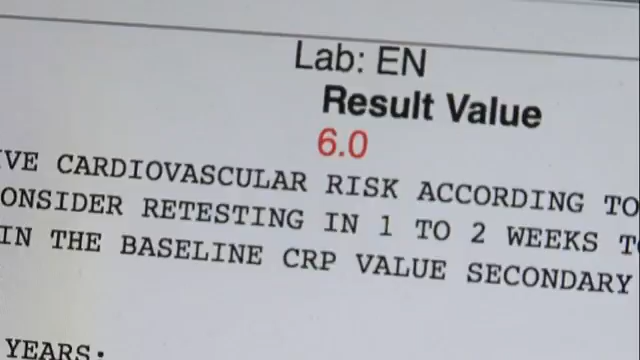 Lab: EN
Result Value
6.0
CARDIOVASCULAR RISK ACCORDING TO
RETESTING IN 1 TO 2 WEEKS
IN THE BASELINE CRP VALUE SECONDARY
YEARS: